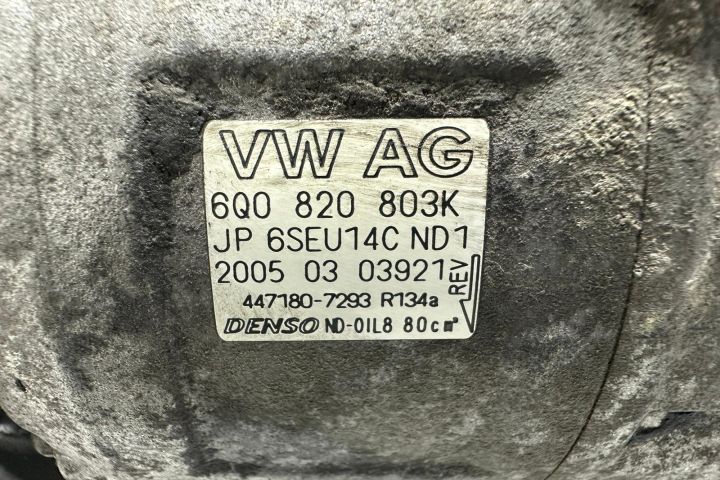 VW AG
6Q0 820 803K
JP 6SEU14C ND1
2005 03 03921
REV
447180-7293 R134a
DENSO ND-OIL8 80cm³